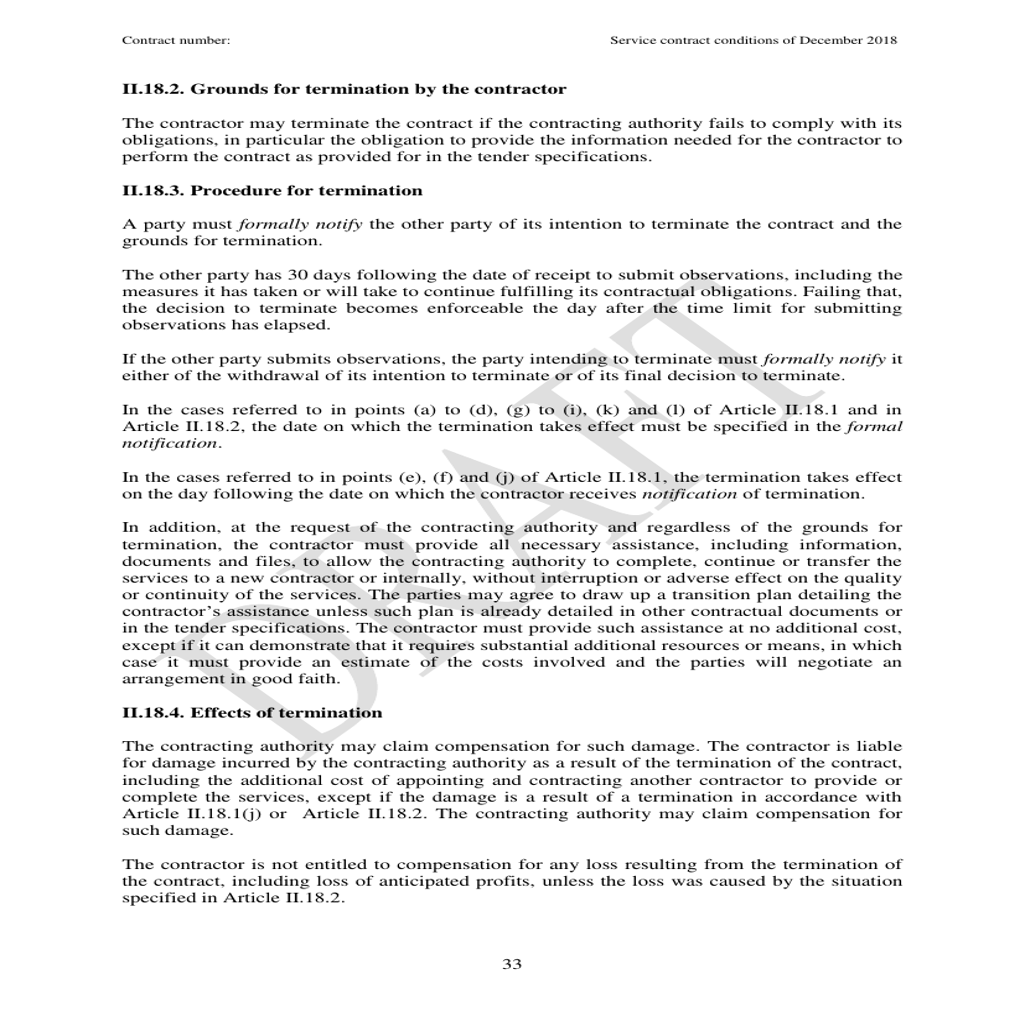 Contract number: Service contract conditions of December 2018
II.18.2. Grounds for termination by the contractor
The contractor may terminate the contract if the contracting authority fails to comply with its
obligations, in particular the obligation to provide the information needed for the contractor to
perform the contract as provided for in the tender specifications.
II.18.3. Procedure for termination
A party must formally notify the other party of its intention to terminate the contract and the
grounds for termination.
The other party has 30 days following the date of receipt to submit observations, including the
measures it has taken or will take to continue fulfilling its contractual obligations. Failing that,
the decision to terminate becomes enforceable the day after the time limit for submitting
observations has elapsed.
If the other party submits observations, the party intending to terminate must formally notify it
either of the withdrawal of its intention to terminate or of its final decision to terminate.
In the cases referred to in points (a) to (d), (g) to (i), (k) and (l) of Article II.18.1 and in
Article II.18.2, the date on which the termination takes effect must be specified in the formal
notification.
In the cases referred to in points (e), (f) and (j) of Article II.18.1, the termination takes effect
on the day following the date on which the contractor receives notification of termination.
In addition, at the request of the contracting authority and regardless of the grounds for
termination, the contractor must provide all necessary assistance, including information,
documents and files, to allow the contracting authority to complete, continue or transfer the
services to a new contractor or internally, without interruption or adverse effect on the quality
or continuity of the services. The parties may agree to draw up a transition plan detailing the
contractor’s assistance unless such plan is already detailed in other contractual documents or
in the tender specifications. The contractor must provide such assistance at no additional cost,
except if it can demonstrate that it requires substantial additional resources or means, in which
case it must provide an estimate of the costs involved and the parties will negotiate an
arrangement in good faith.
II.18.4. Effects of termination
The contracting authority may claim compensation for such damage. The contractor is liable
for damage incurred by the contracting authority as a result of the termination of the contract,
including the additional cost of appointing and contracting another contractor to provide or
complete the services, except if the damage is a result of a termination in accordance with
Article II.18.1(j) or  Article II.18.2. The contracting authority may claim compensation for
such damage.
The contractor is not entitled to compensation for any loss resulting from the termination of
the contract, including loss of anticipated profits, unless the loss was caused by the situation
specified in Article II.18.2.
33
DRAFT